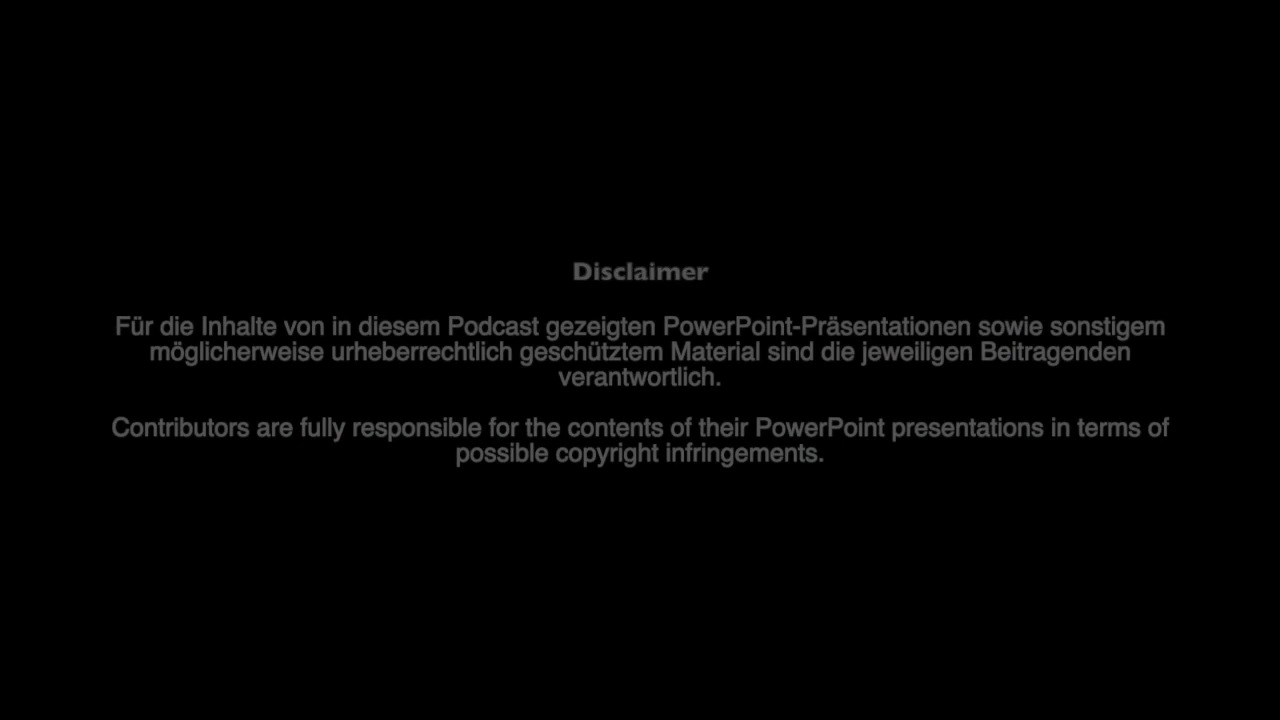 Disclaimer
Für die Inhalte von in diesem Podcast gezeigten PowerPoint-Präsentationen sowie sonstigem
möglicherweise urheberrechtlich geschütztem Material sind die jeweiligen Beitragenden
verantwortlich.
Contributors are fully responsible for the contents of their PowerPoint presentations in terms of
possible copyright infringements.